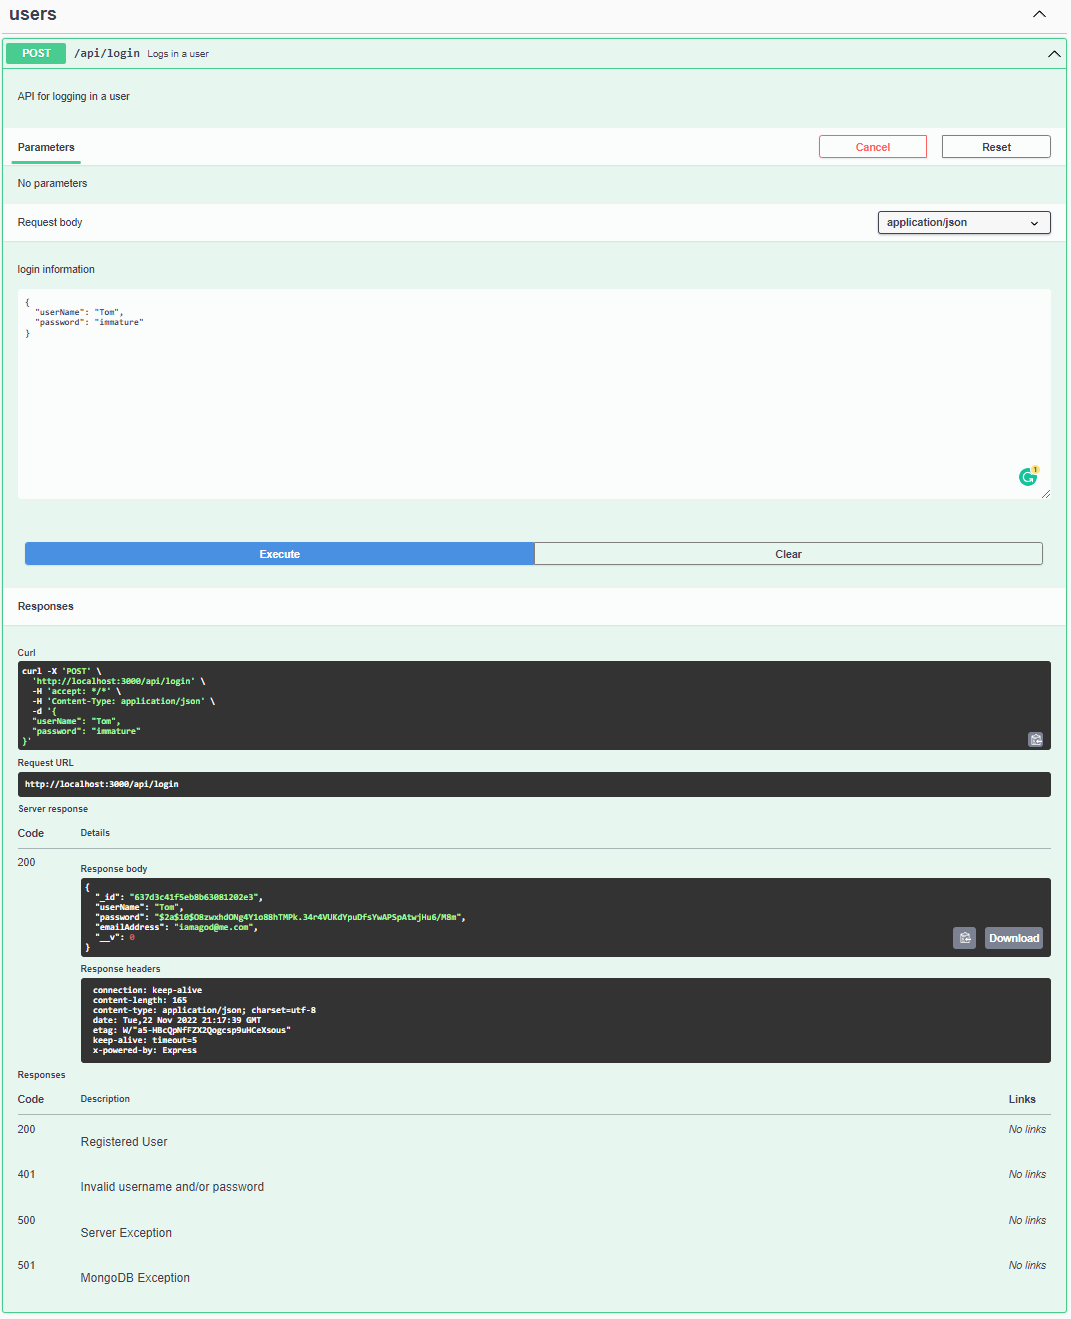 users
POST /api/login Logs in a user
API for logging in a user
Parameters Cancel Reset
No parameters
Request body application/json
login information
{
"userName": "Tom",
"password": "immature"
}
1
Execute Clear
Responses
Curl
curl -X 'POST' \
'http://localhost:3000/api/login' \
-H 'accept: */*' \
-H 'Content-Type: application/json' \
-d '{
"userName": "Tom",
"password": "immature"
}'
Request URL
http://localhost:3000/api/login
Server response
Code Details
200
Response body
{
"_id": "637d3c41f5eb8b63081202e3",
"userName": "Tom",
"password": "$2a$10$O8zwxhdONg4Y1o88hTMPk.34r4VUKdYpuDfsYwAPSpAtwjHu6/M8m",
"emailAddress": "iamagod@me.com",
"__v": 0
}
Download
Response headers
connection: keep-alive
content-length: 165
content-type: application/json; charset=utf-8
date: Tue,22 Nov 2022 21:17:39 GMT
etag: W/"a5-HBcQpNfFZX2Qogcsp9uHCeXsous"
keep-alive: timeout=5
x-powered-by: Express
Responses
Code Description Links
200 No links
Registered User
401 No links
Invalid username and/or password
500 No links
Server Exception
501 No links
MongoDB Exception